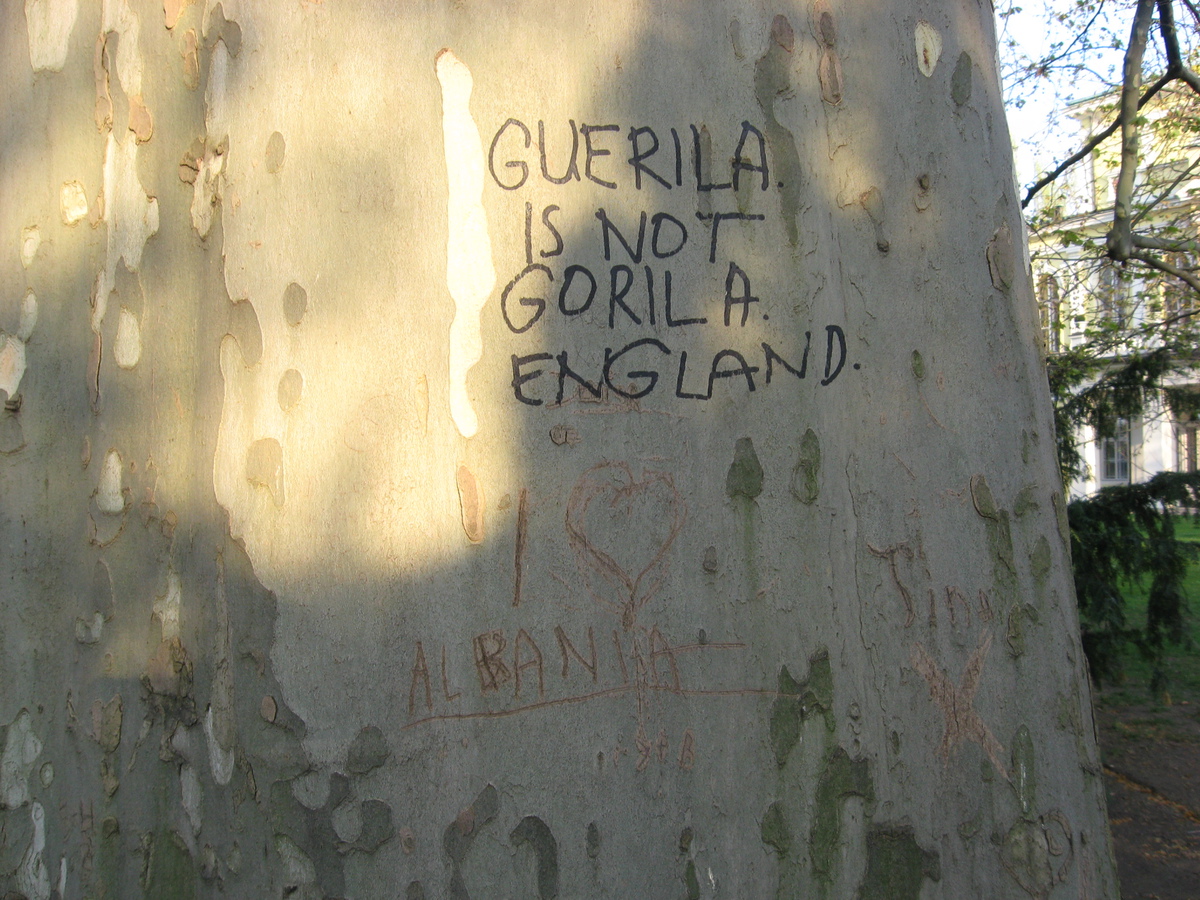 GUERILA.
IS NOT
GORILA.
ENGLAND.
I
ALBANIA